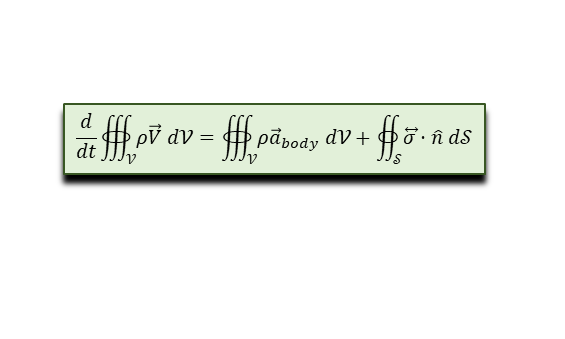 d/dt ∰_𝒱 ρV⃗ d𝒱 = ∰_𝒱 ρa⃗_body d𝒱 + ∯_𝒮 σ⃡ · n̂ d𝒮